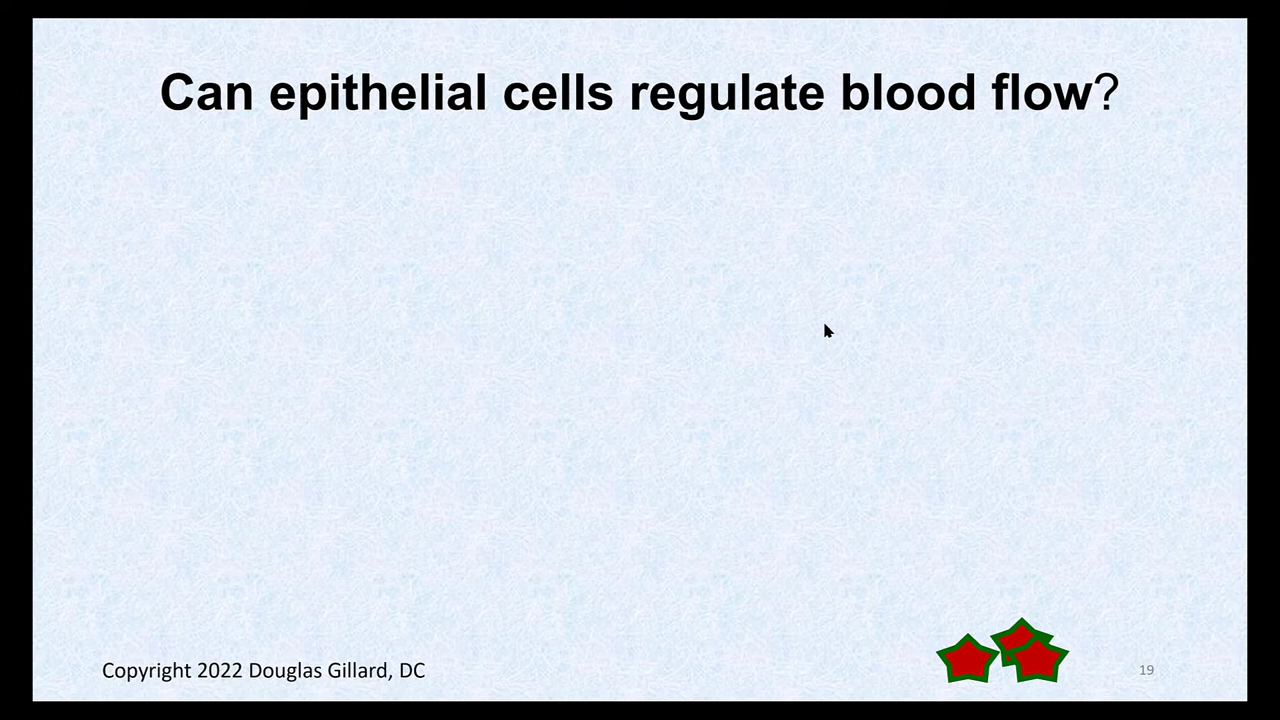 Can epithelial cells regulate blood flow?
Copyright 2022 Douglas Gillard, DC
19